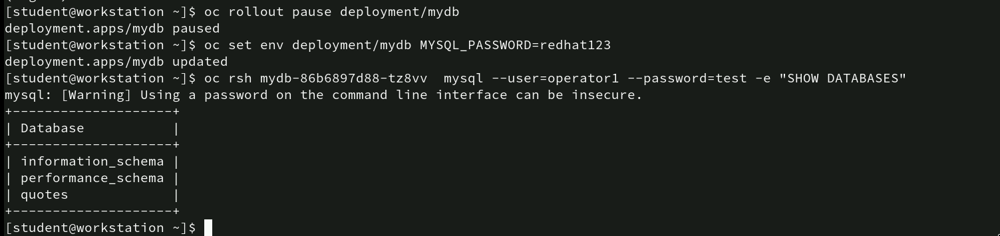 [student@workstation ~]$ oc rollout pause deployment/mydb
deployment.apps/mydb paused
[student@workstation ~]$ oc set env deployment/mydb MYSQL_PASSWORD=redhat123
deployment.apps/mydb updated
[student@workstation ~]$ oc rsh mydb-86b6897d88-tz8vv  mysql --user=operator1 --password=test -e "SHOW DATABASES"
mysql: [Warning] Using a password on the command line interface can be insecure.
+--------------------+
| Database           |
+--------------------+
| information_schema |
| performance_schema |
| quotes             |
+--------------------+
[student@workstation ~]$